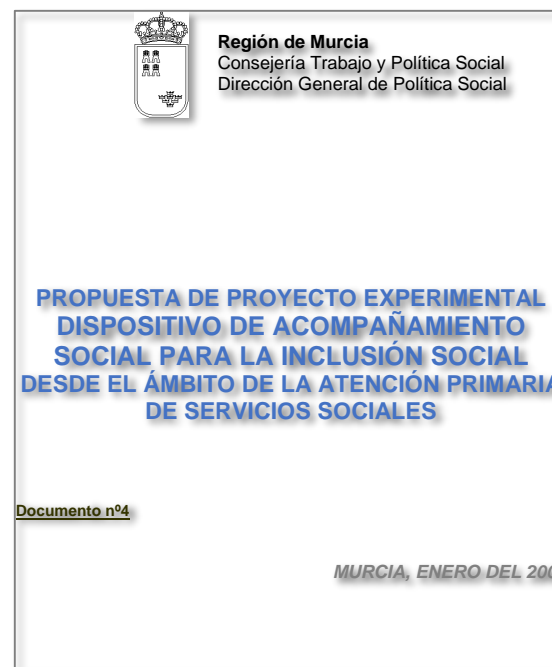 Región de Murcia
Consejería Trabajo y Política Social
Dirección General de Política Social
PROPUESTA DE PROYECTO EXPERIMENTAL
DISPOSITIVO DE ACOMPAÑAMIENTO
SOCIAL PARA LA INCLUSIÓN SOCIAL
DESDE EL ÁMBITO DE LA ATENCIÓN PRIMARIA
DE SERVICIOS SOCIALES
Documento nº4
MURCIA, ENERO DEL